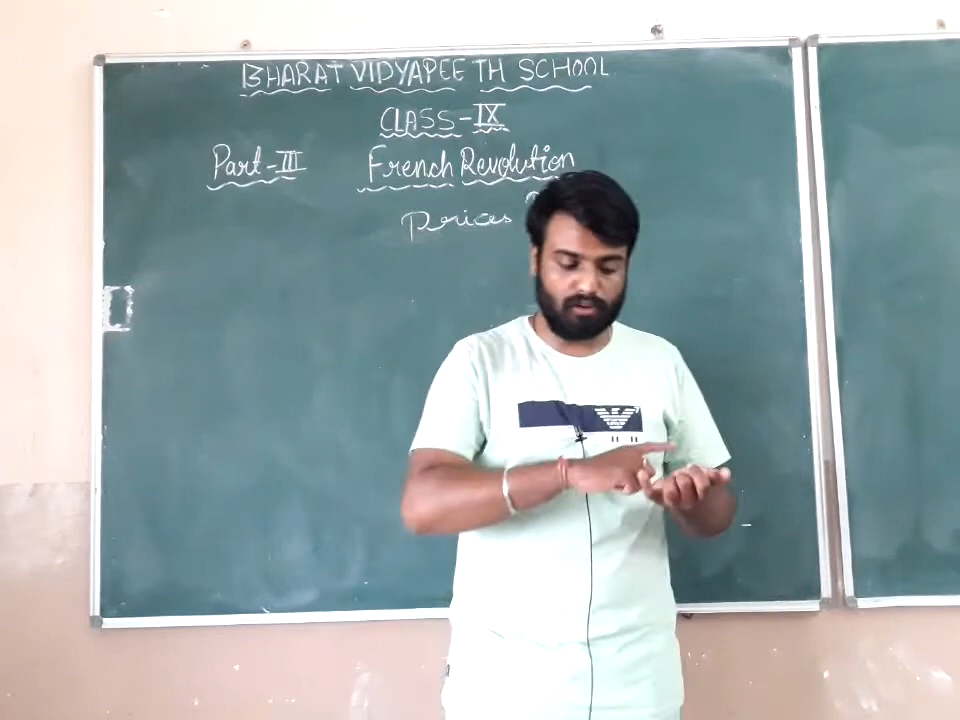 BHARAT VIDYAPEETH SCHOOL
CLASS - IX
Part - III French Revolution
Prices